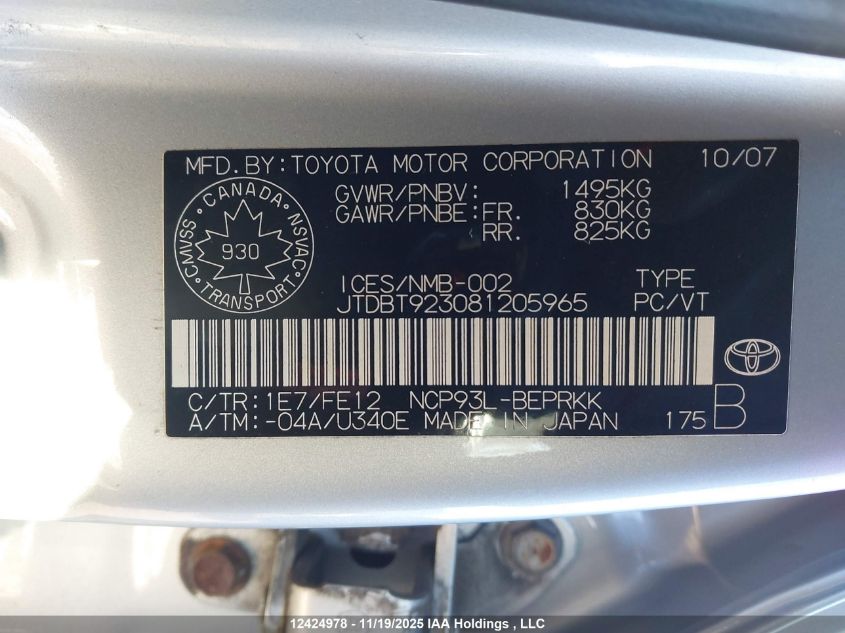 MFD.BY:TOYOTA MOTOR CORPORATION 10/07
GVWR/PNBV: 1495KG
GAWR/PNBE:FR. 830KG
RR. 825KG
CANADA
CMVSS NSVAC
930
TRANSPORT
ICES/NMB-002 TYPE
JTDBT923081205965 PC/VT
C/TR:1E7/FE12 NCP93L-BEPRKK
A/TM:-04A/U340E MADE IN JAPAN 175 B
12424978 - 11/19/2025 IAA Holdings , LLC